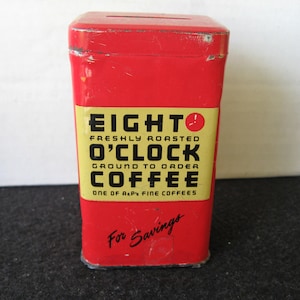 EIGHT
FRESHLY ROASTED
O'CLOCK
GROUND TO ORDER
COFFEE
ONE OF A&P's FINE COFFEES
For Savings